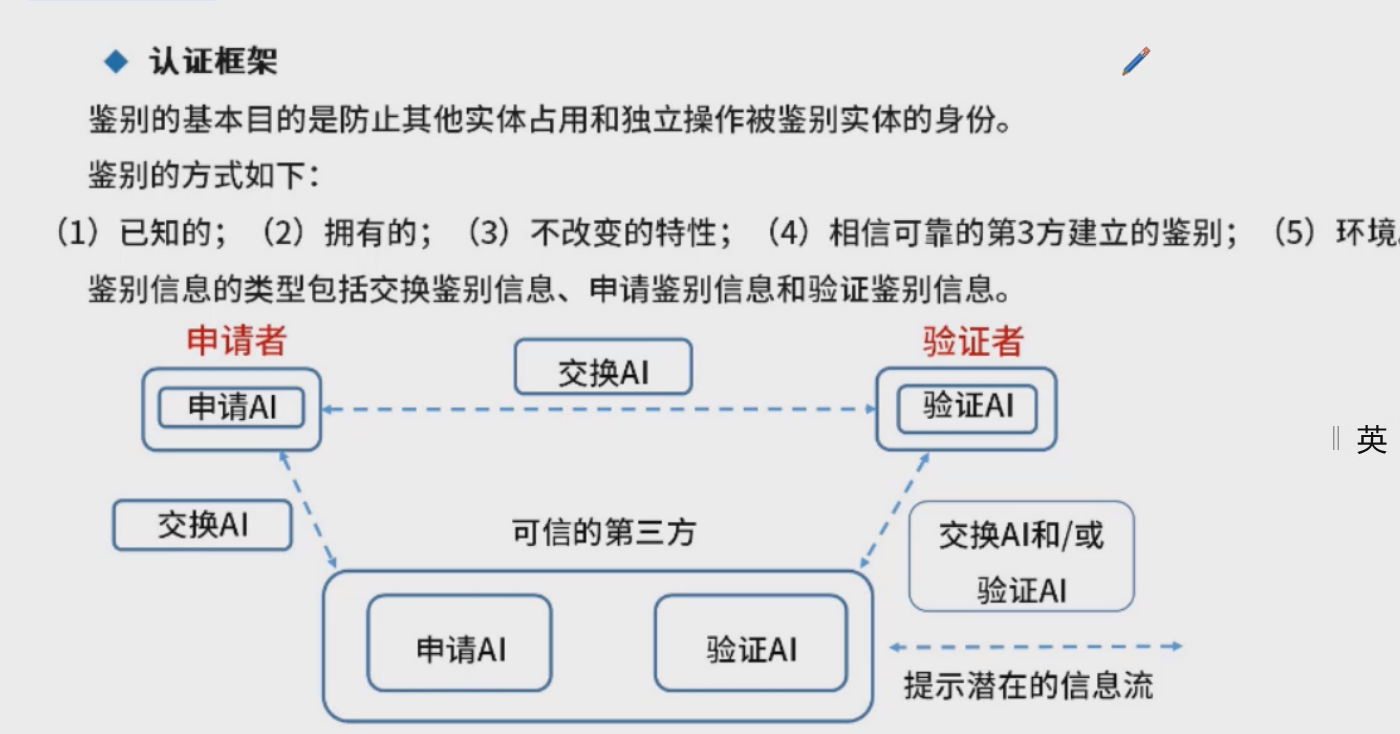 认证框架
鉴别的基本目的是防止其他实体占用和独立操作被鉴别实体的身份。
鉴别的方式如下：
（1）已知的；（2）拥有的；（3）不改变的特性；（4）相信可靠的第3方建立的鉴别；（5）环境
鉴别信息的类型包括交换鉴别信息、申请鉴别信息和验证鉴别信息。
申请者
验证者
交换AI
申请AI
验证AI
英
交换AI
可信的第三方
交换AI和/或
验证AI
申请AI
验证AI
提示潜在的信息流